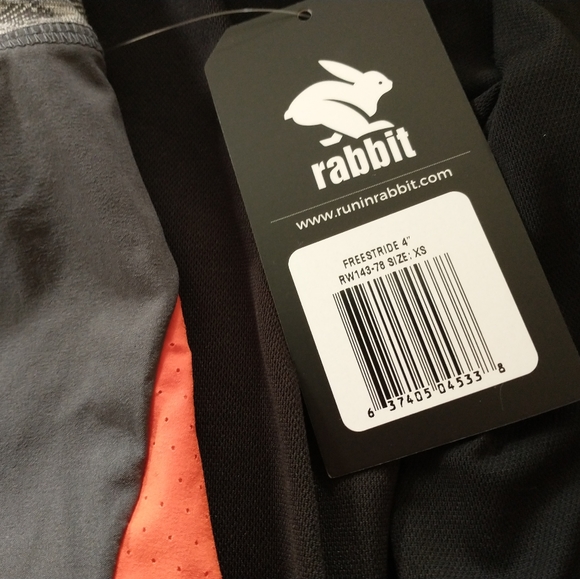 rabbit
www.runinrabbit.com
FREESTRIDE 4"
RW143-78 SIZE: XS
6 37405 04533 8